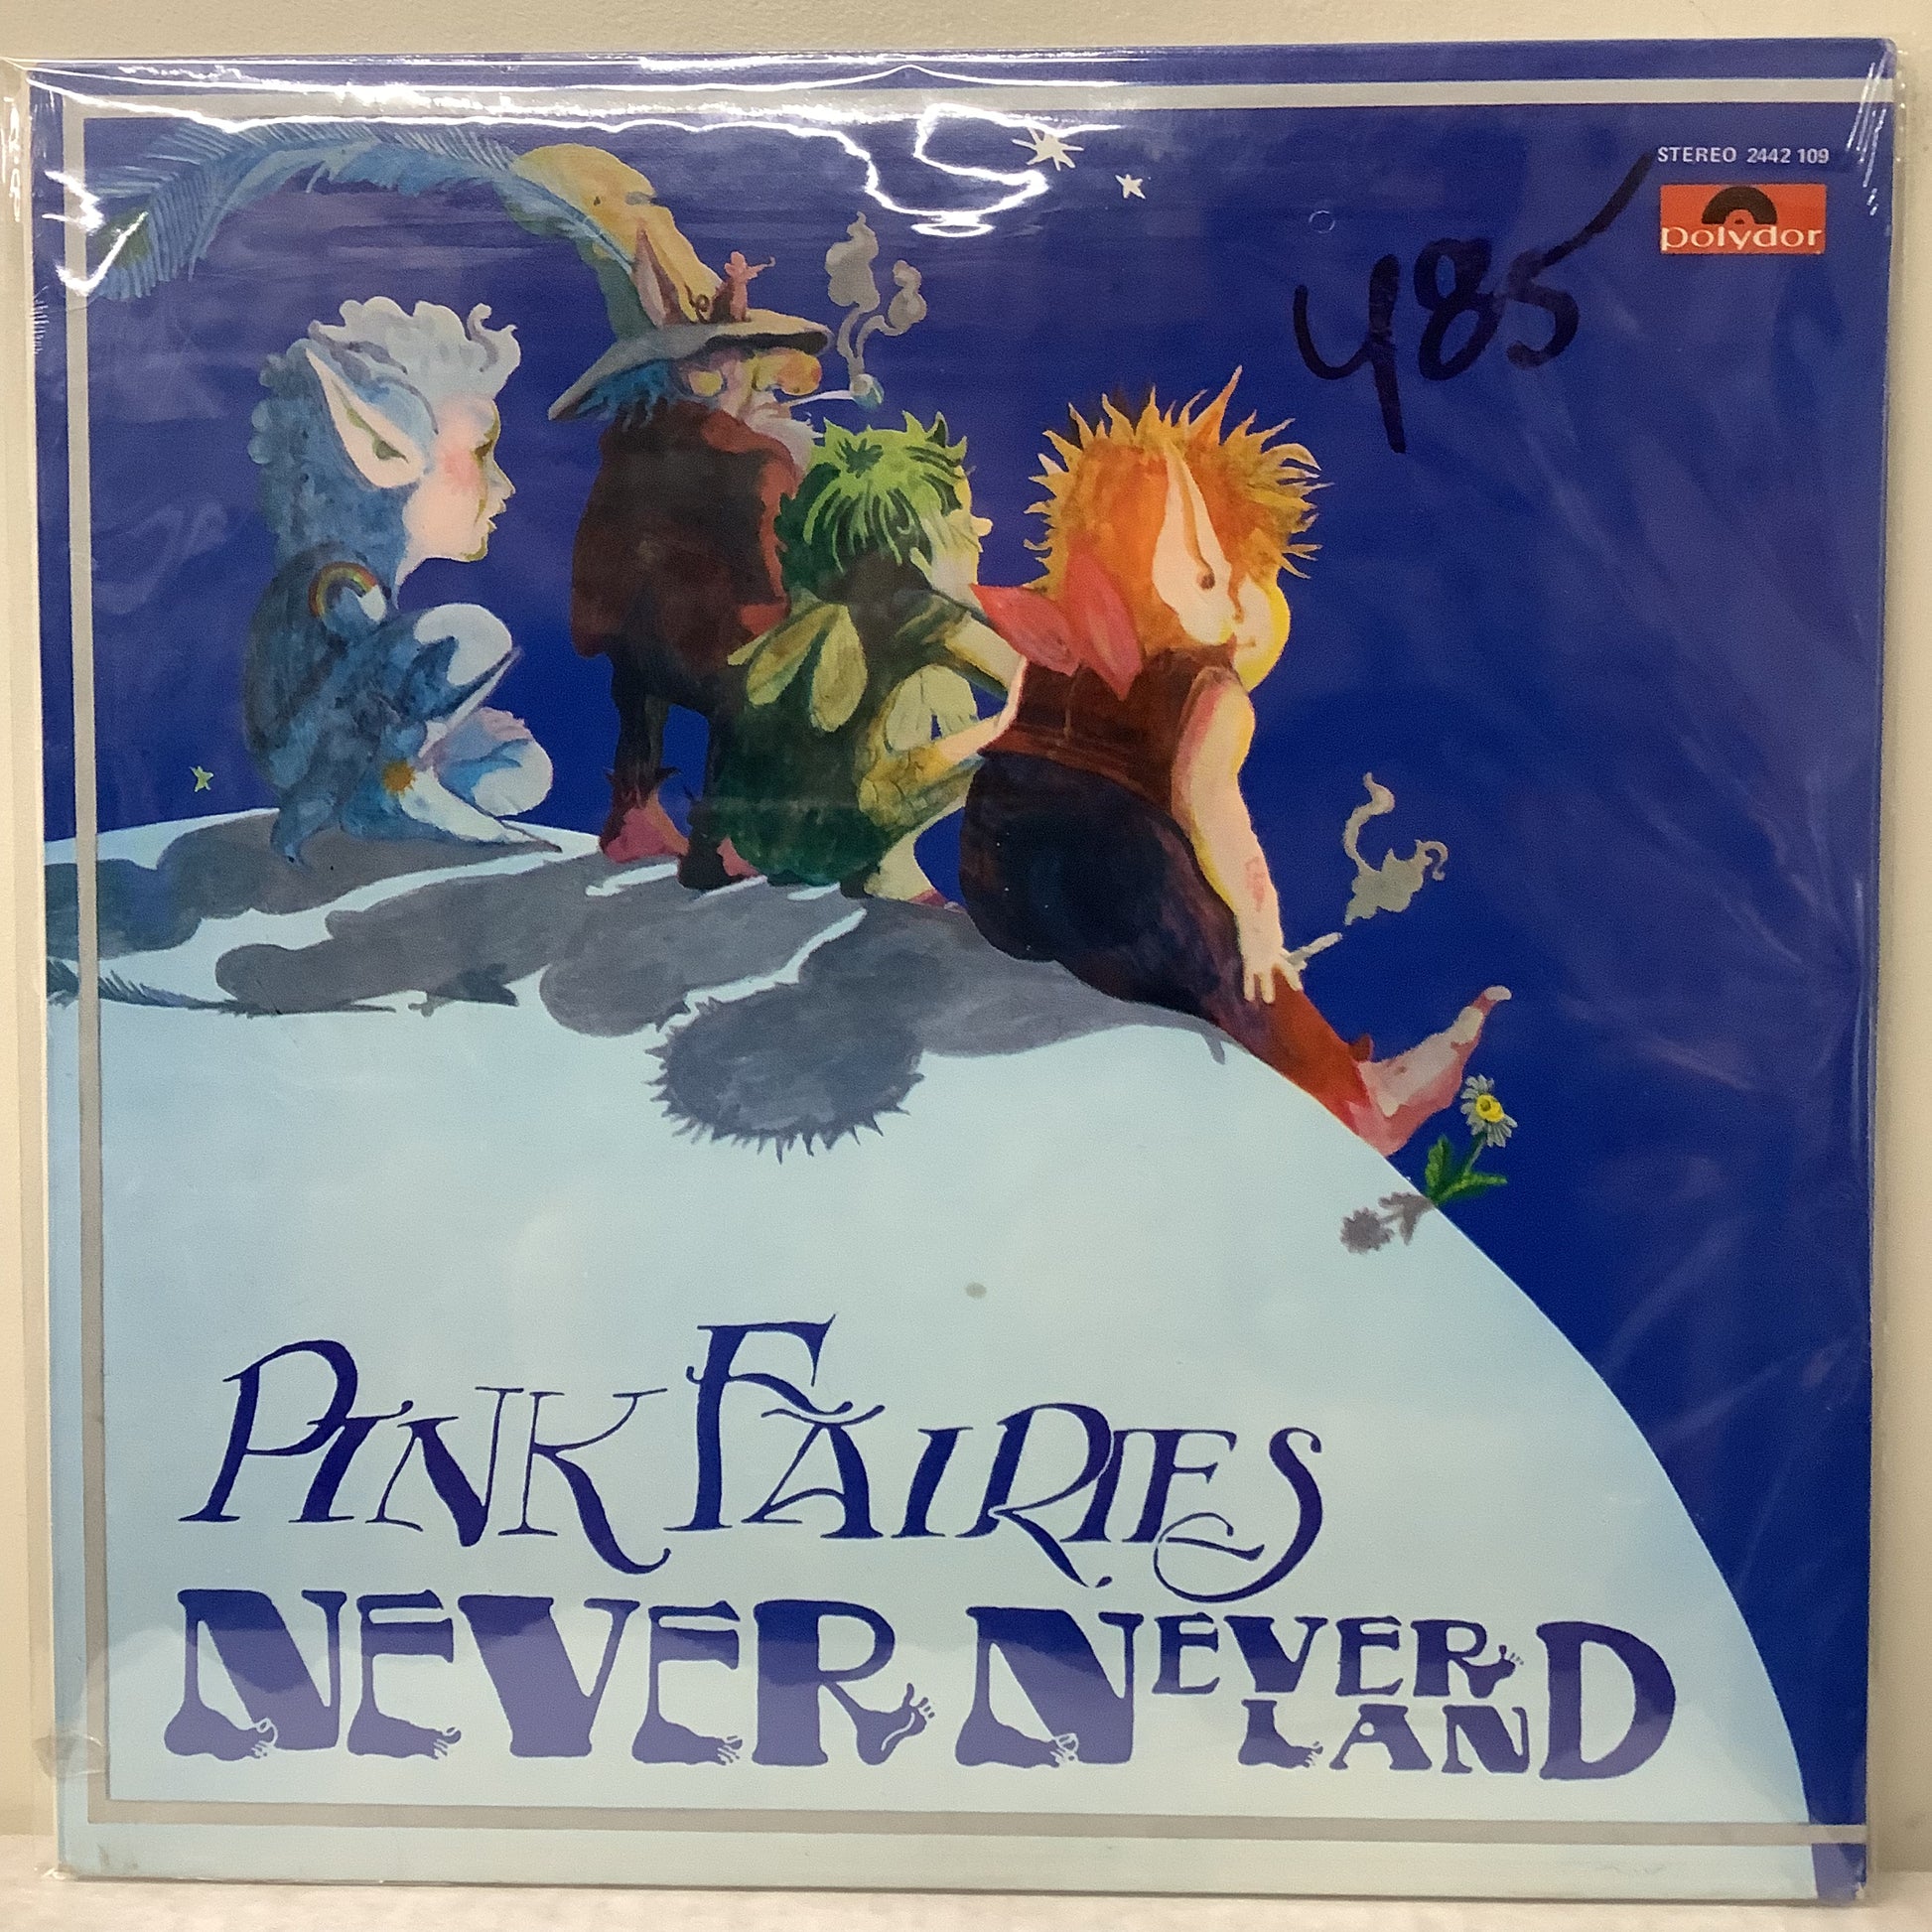 STEREO 2442 109
polydor
485
PINK FAIRIES
NEVER NEVER LAND